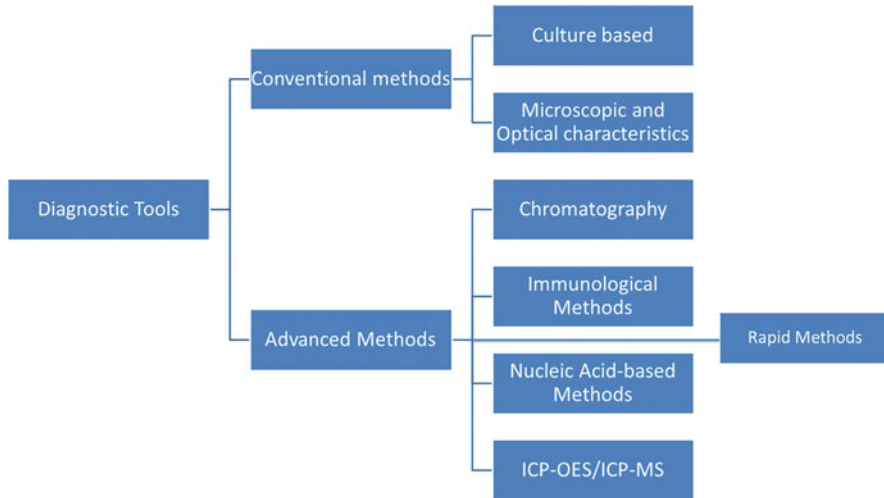 Diagnostic Tools
Conventional methods
Culture based
Microscopic and
Optical characteristics
Advanced Methods
Chromatography
Immunological
Methods
Nucleic Acid-based
Methods
ICP-OES/ICP-MS
Rapid Methods